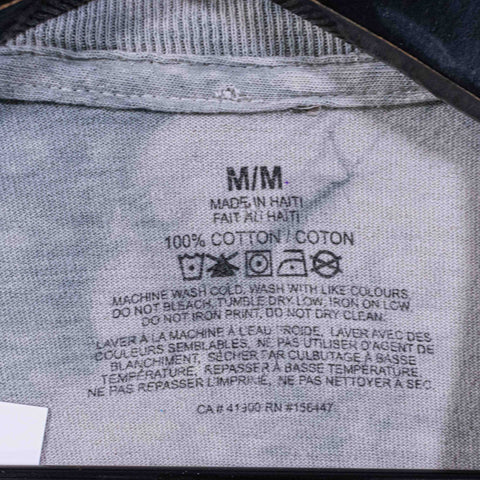 M/M
MADE IN HAITI
FAIT AU HAITI
100% COTTON / COTON
MACHINE WASH COLD, WASH WITH LIKE COLOURS,
DO NOT BLEACH, TUMBLE DRY LOW, IRON ON LOW,
DO NOT IRON PRINT, DO NOT DRY CLEAN.
LAVER À LA MACHINE À L'EAU FROIDE, LAVER AVEC DES
COULEURS SEMBLABLES, NE PAS UTILISER D'AGENT DE
BLANCHIMENT, SÉCHER PAR CULBUTAGE À BASSE
TEMPÉRATURE, REPASSER À BASSE TEMPÉRATURE
NE PAS REPASSER L'IMPRIMÉ, NE PAS NETTOYER À SEC.
CA # 41900 RN #156447